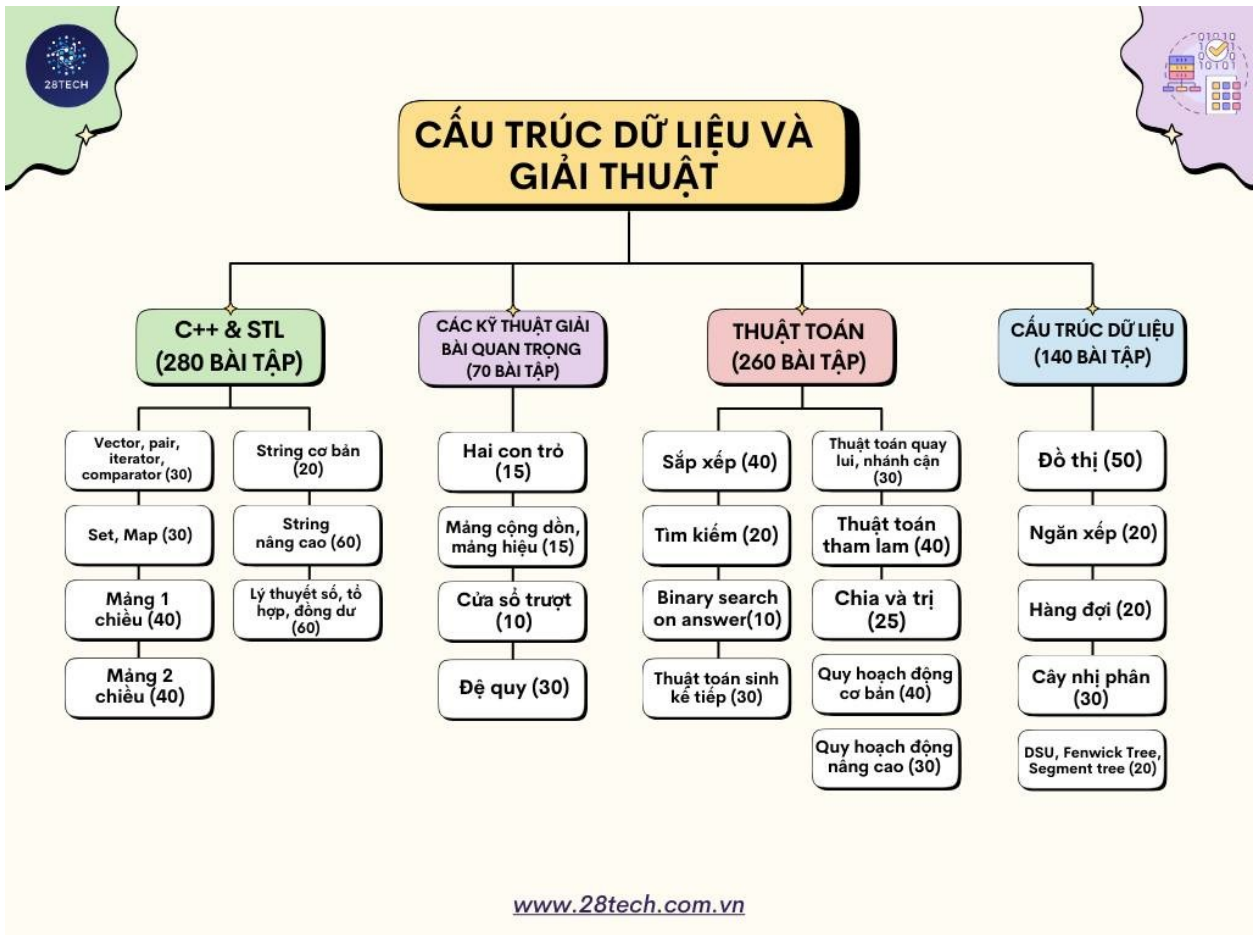 28TECH
01010
10101
CẤU TRÚC DỮ LIỆU VÀ
GIẢI THUẬT
C++ & STL
(280 BÀI TẬP)
Vector, pair,
iterator,
comparator (30)
Set, Map (30)
Mảng 1
chiều (40)
Mảng 2
chiều (40)
String cơ bản
(20)
String
nâng cao (60)
Lý thuyết số, tổ
hợp, đồng dư
(60)
CÁC KỸ THUẬT GIẢI
BÀI QUAN TRỌNG
(70 BÀI TẬP)
Hai con trỏ
(15)
Mảng cộng dồn,
mảng hiệu (15)
Cửa sổ trượt
(10)
Đệ quy (30)
THUẬT TOÁN
(260 BÀI TẬP)
Sắp xếp (40)
Tìm kiếm (20)
Binary search
on answer(10)
Thuật toán sinh
kế tiếp (30)
Thuật toán quay
lui, nhánh cận
(30)
Thuật toán
tham lam (40)
Chia và trị
(25)
Quy hoạch động
cơ bản (40)
Quy hoạch động
nâng cao (30)
CẤU TRÚC DỮ LIỆU
(140 BÀI TẬP)
Đồ thị (50)
Ngăn xếp (20)
Hàng đợi (20)
Cây nhị phân
(30)
DSU, Fenwick Tree,
Segment tree (20)
www.28tech.com.vn